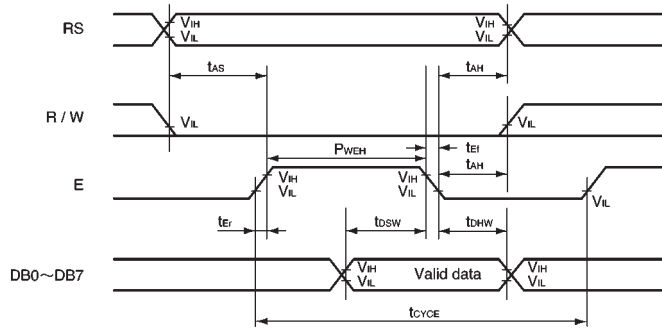 RS
VIH
VIL
VIH
VIL
tAS
tAH
R / W
VIL
VIL
PWEH
tEf
tAH
E
VIH
VIL
VIH
VIL
VIL
tEr
tDSW
tDHW
DB0~DB7
VIH
VIL
Valid data
VIH
VIL
tCYCE